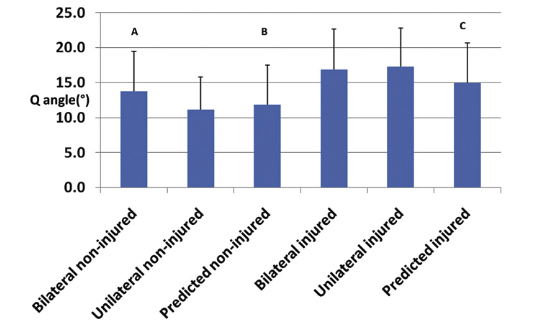 25.0
A
B
C
20.0
15.0
Q angle(°)
10.0
5.0
0.0
Bilateral non-injured
Unilateral non-injured
Predicted non-injured
Bilateral injured
Unilateral injured
Predicted injured